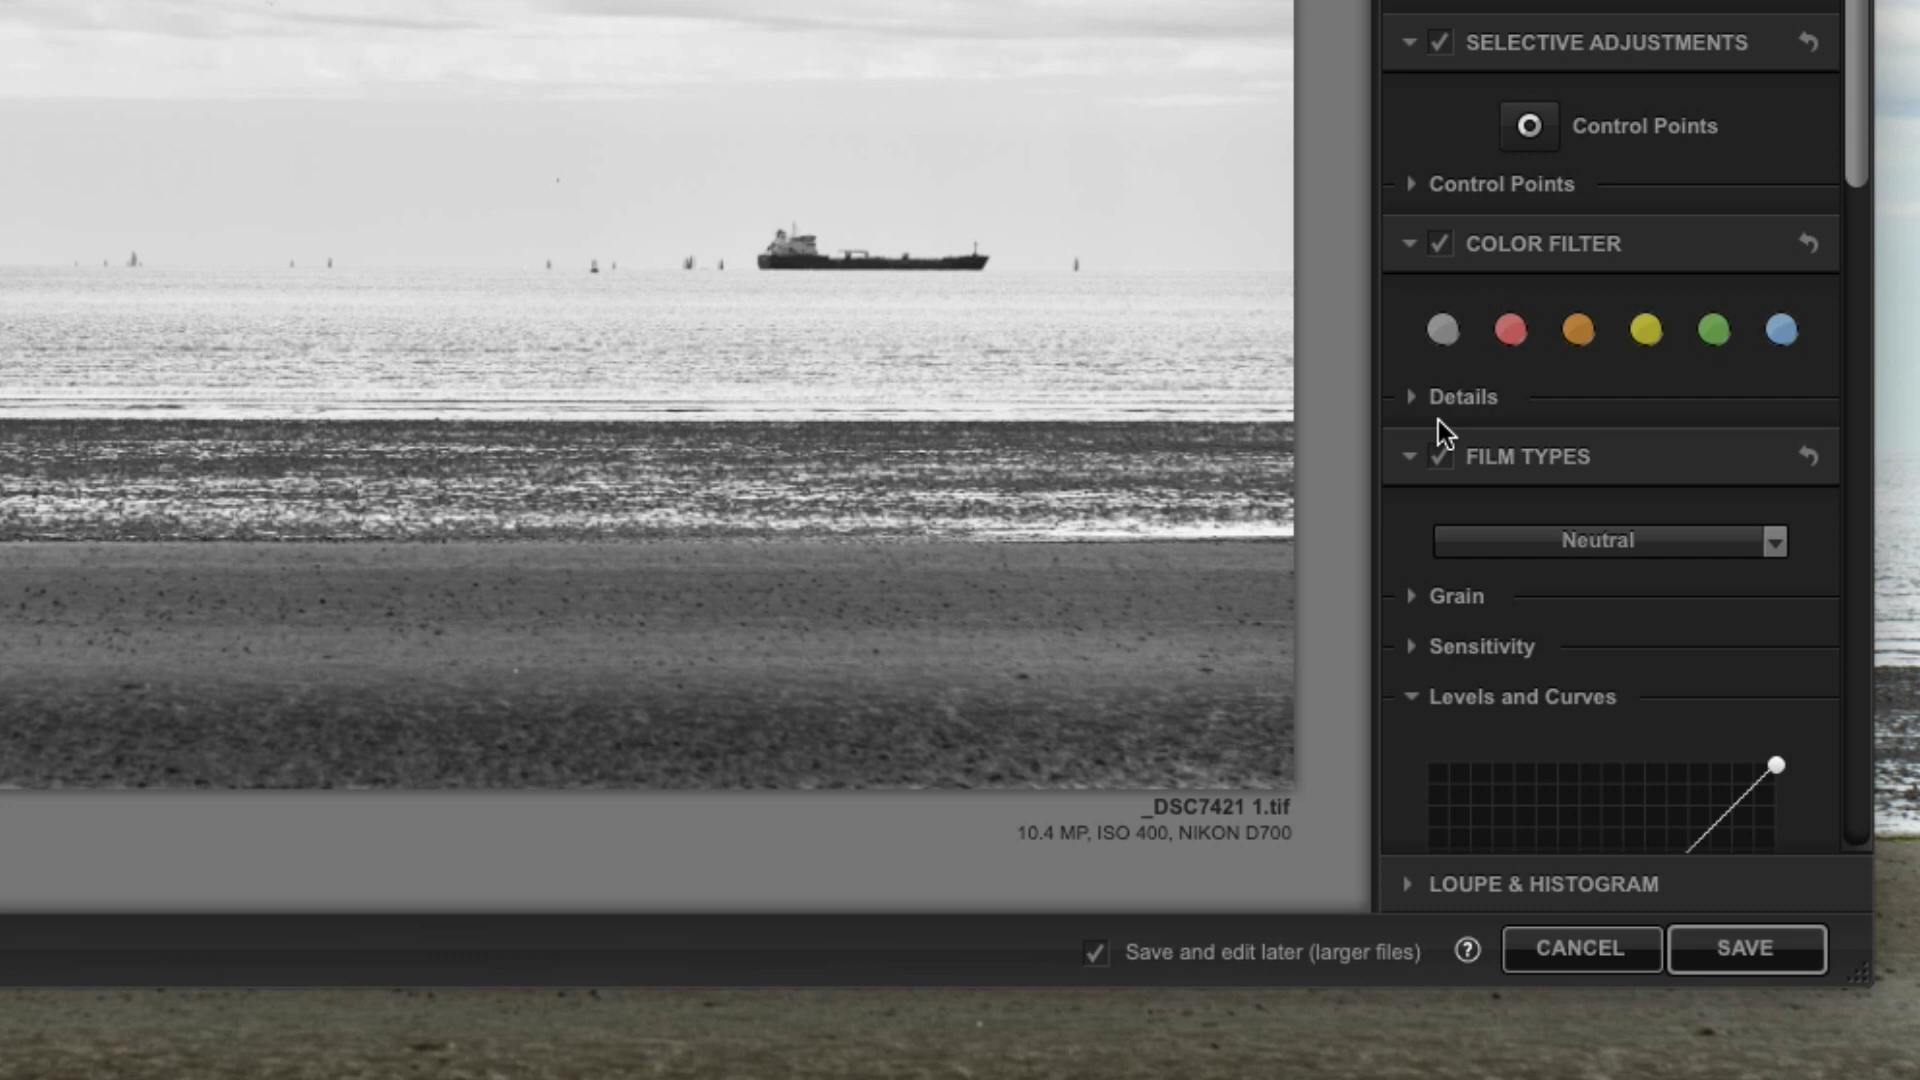 SELECTIVE ADJUSTMENTS
Control Points
Control Points
COLOR FILTER
Details
FILM TYPES
Neutral
Grain
Sensitivity
Levels and Curves
_DSC7421 1.tif
10.4 MP, ISO 400, NIKON D700
LOUPE & HISTOGRAM
Save and edit later (larger files) ? CANCEL SAVE